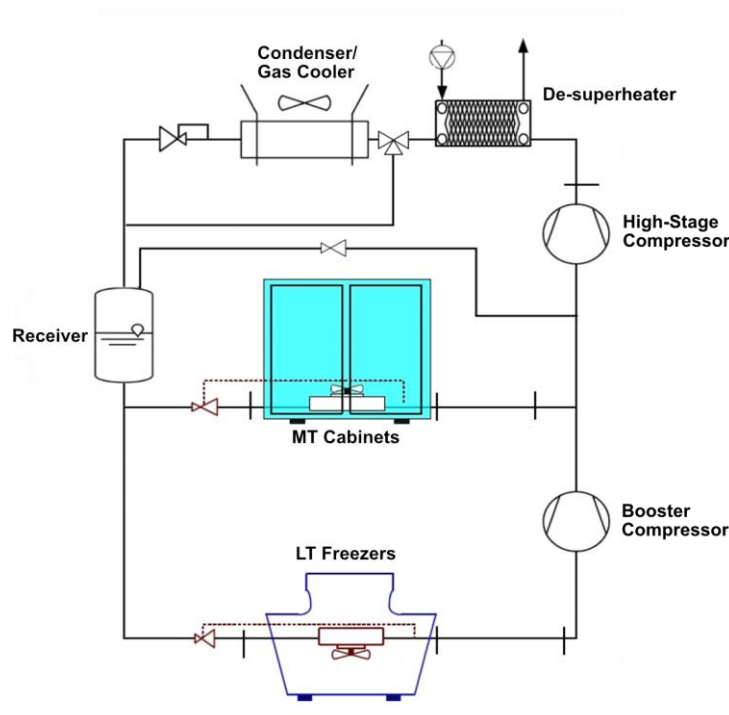 Condenser/
Gas Cooler
De-superheater
High-Stage
Compressor
Receiver
MT Cabinets
Booster
Compressor
LT Freezers